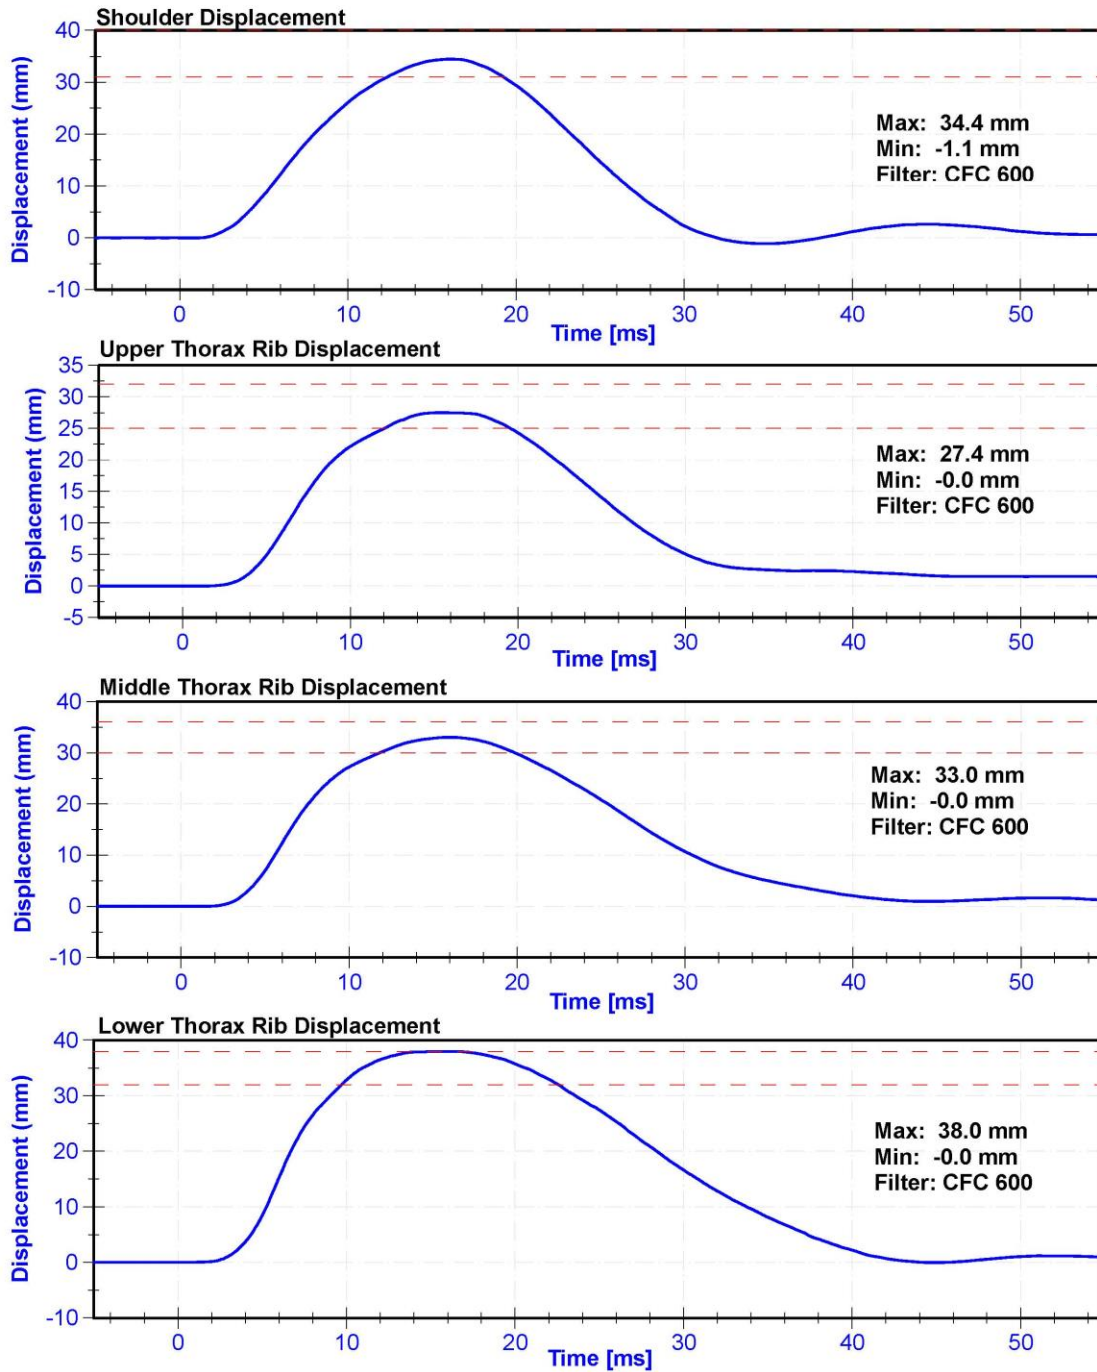 Shoulder Displacement
40
30
20
10
0
-10
Displacement (mm)
Max: 34.4 mm
Min: -1.1 mm
Filter: CFC 600
0 10 20 30 40 50
Time [ms]
Upper Thorax Rib Displacement
35
30
25
20
15
10
5
0
-5
Displacement (mm)
Max: 27.4 mm
Min: -0.0 mm
Filter: CFC 600
0 10 20 30 40 50
Time [ms]
Middle Thorax Rib Displacement
40
30
20
10
0
-10
Displacement (mm)
Max: 33.0 mm
Min: -0.0 mm
Filter: CFC 600
0 10 20 30 40 50
Time [ms]
Lower Thorax Rib Displacement
40
30
20
10
0
-10
Displacement (mm)
Max: 38.0 mm
Min: -0.0 mm
Filter: CFC 600
0 10 20 30 40 50
Time [ms]